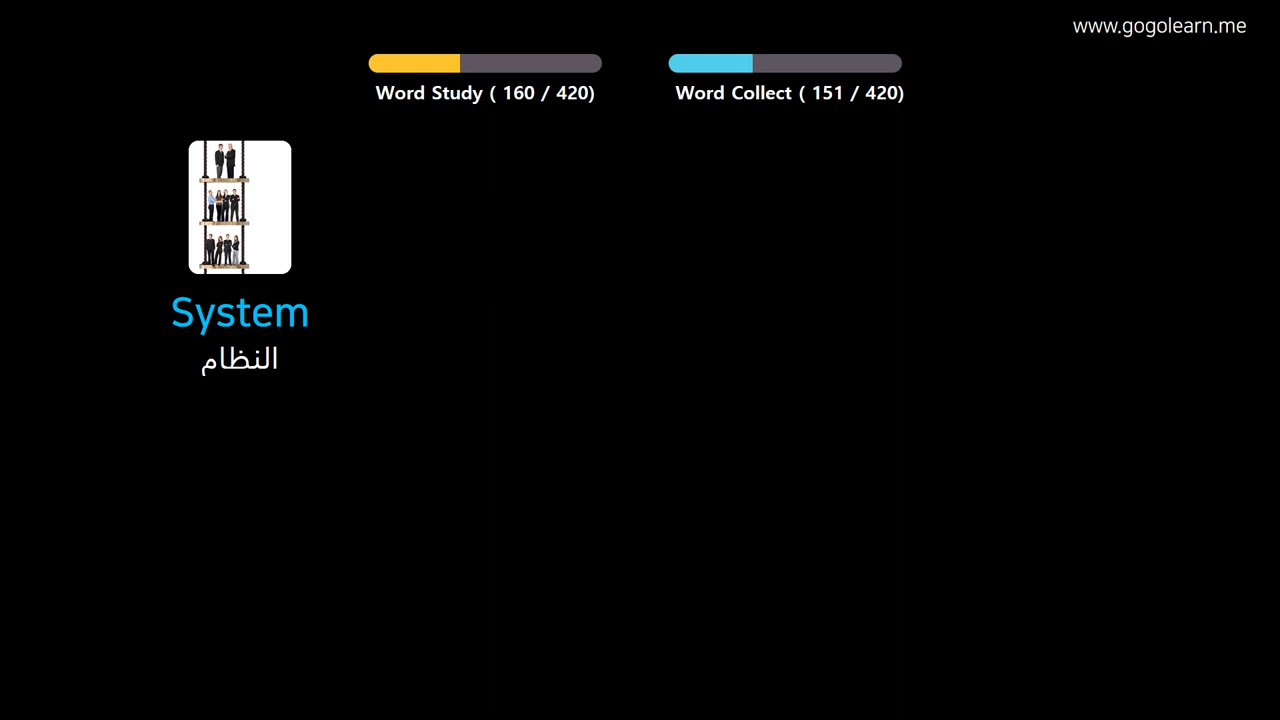 www.gogolearn.me
Word Study ( 160 / 420)
Word Collect ( 151 / 420)
System
النظام